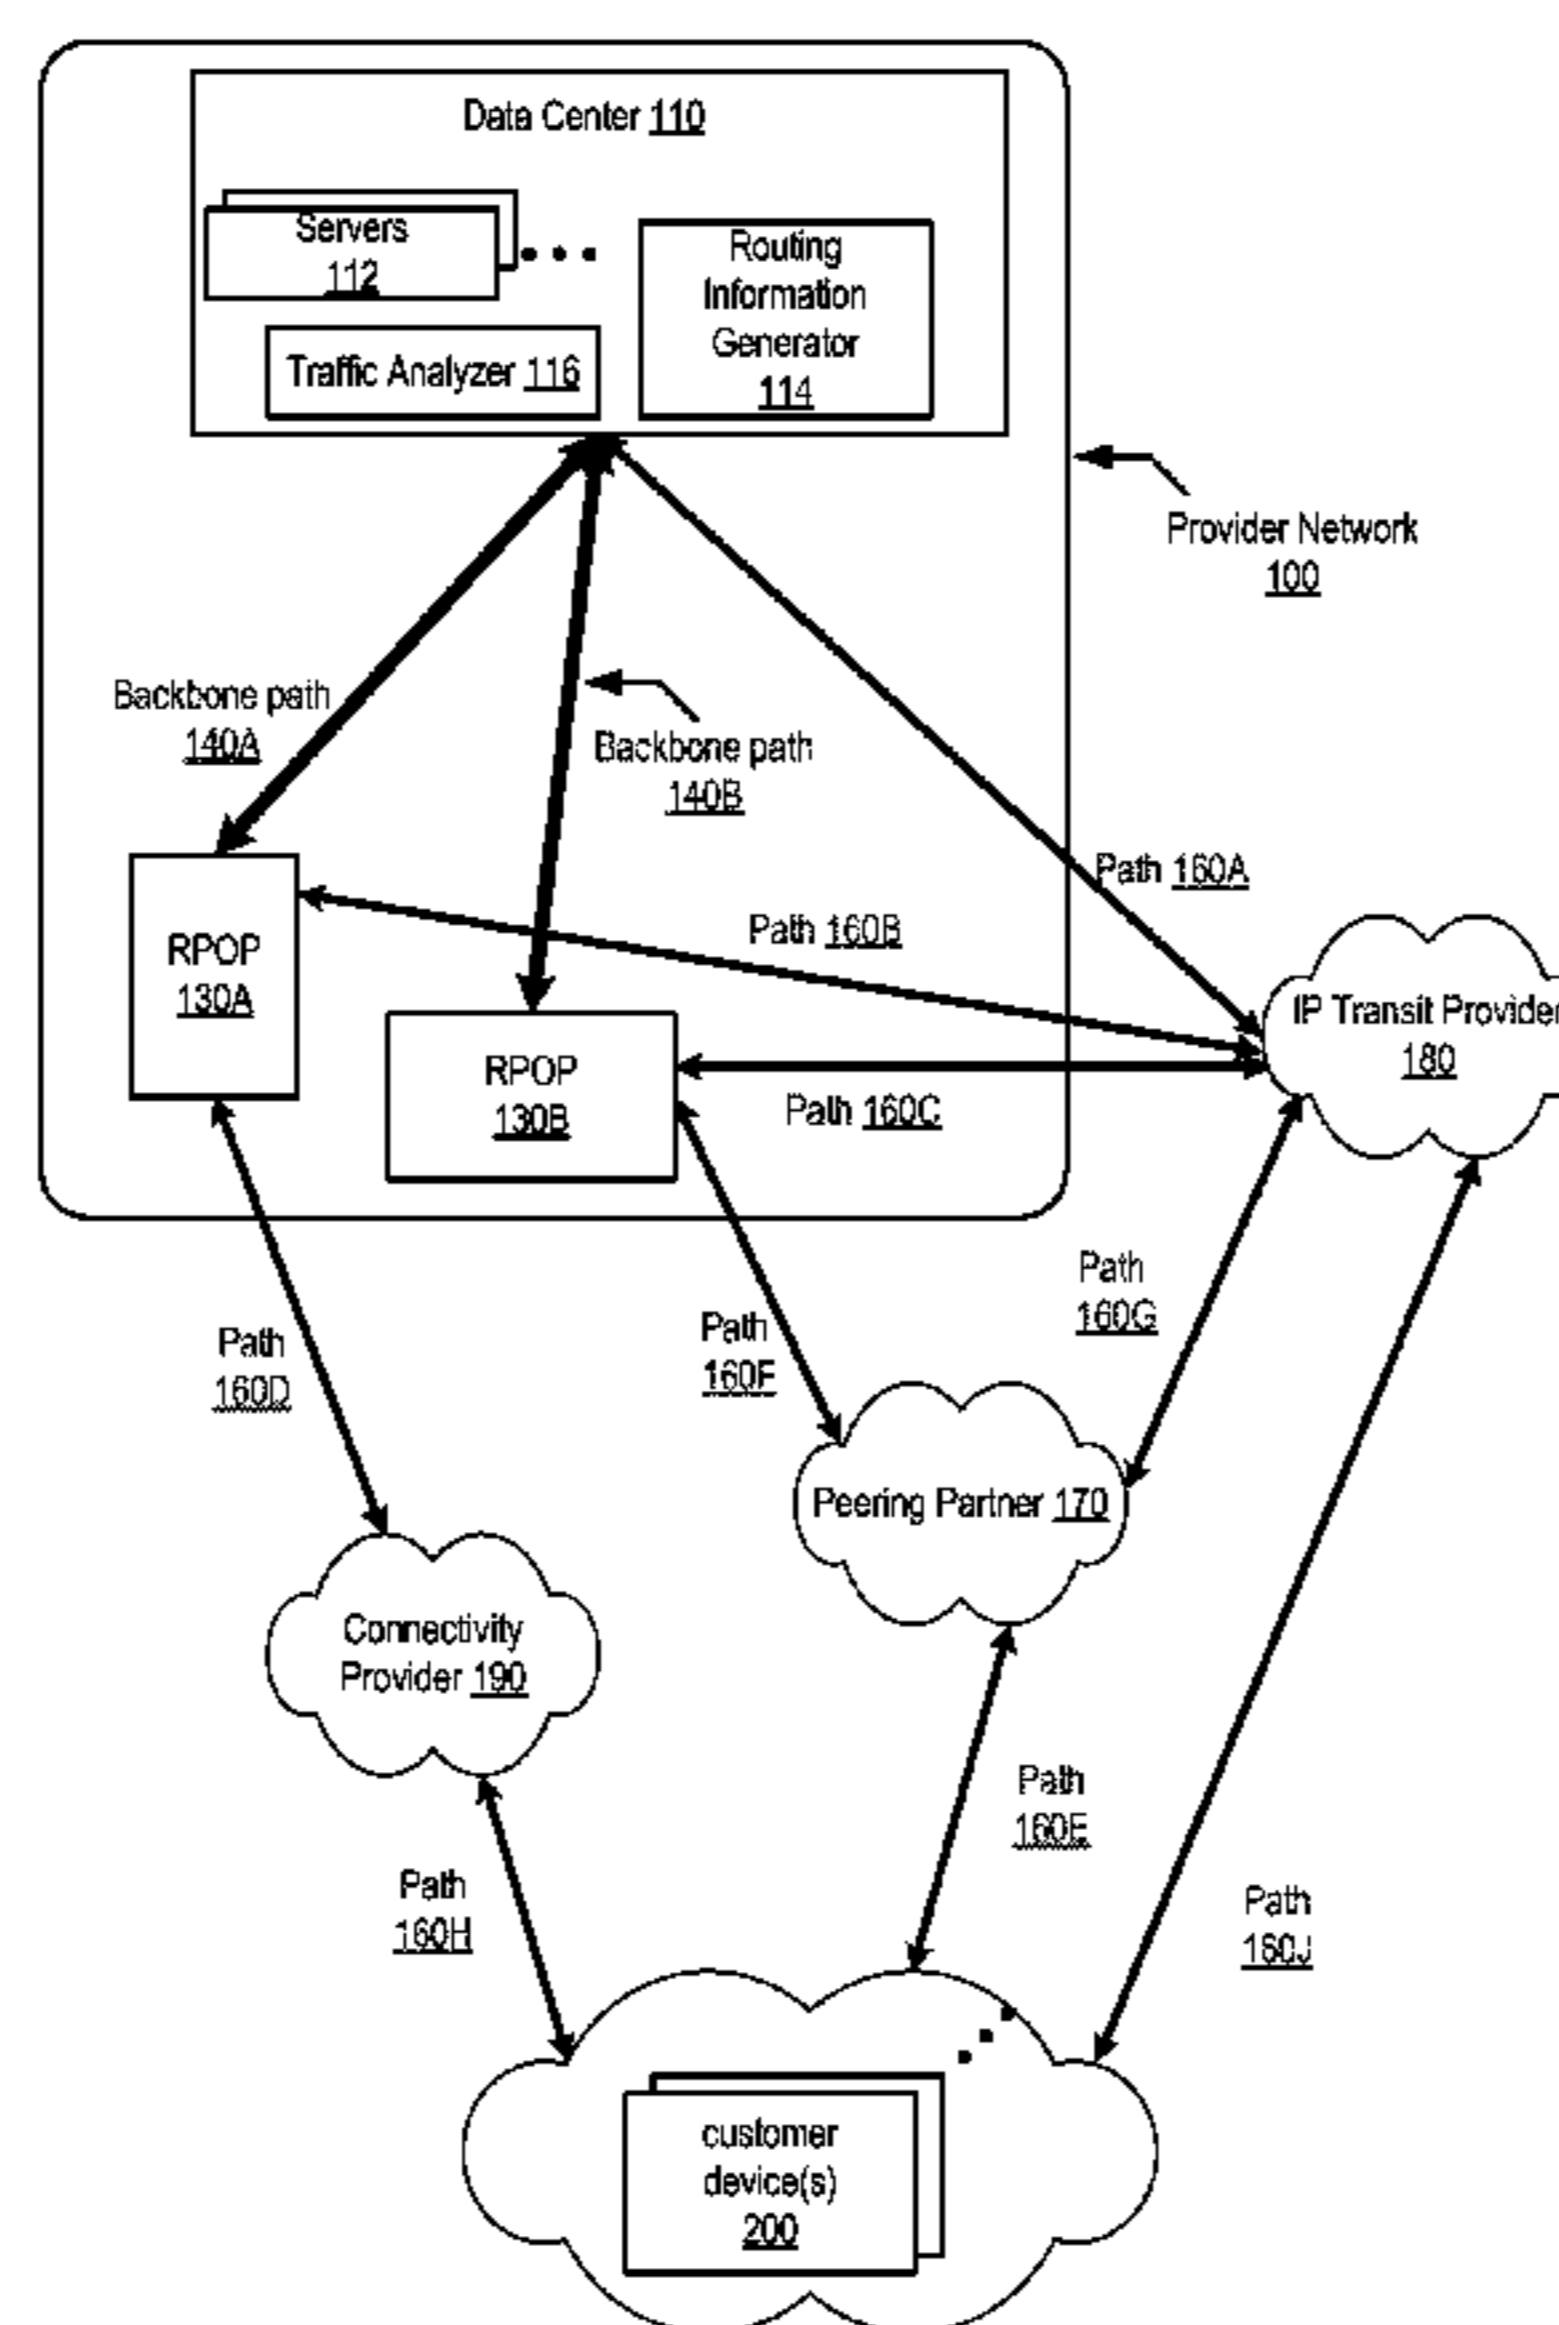 Data Center 110
Servers
112
Routing
Information
Generator
114
Traffic Analyzer 116
Provider Network
100
Backbone path
140A
Backbone path
140B
Path 160A
Path 160B
RPOP
130A
IP Transit Provider
180
RPOP
130B
Path 160C
Path
160G
Path
160F
Path
160D
Peering Partner 170
Connectivity
Provider 190
Path
160E
Path
160H
Path
160J
customer
device(s)
200